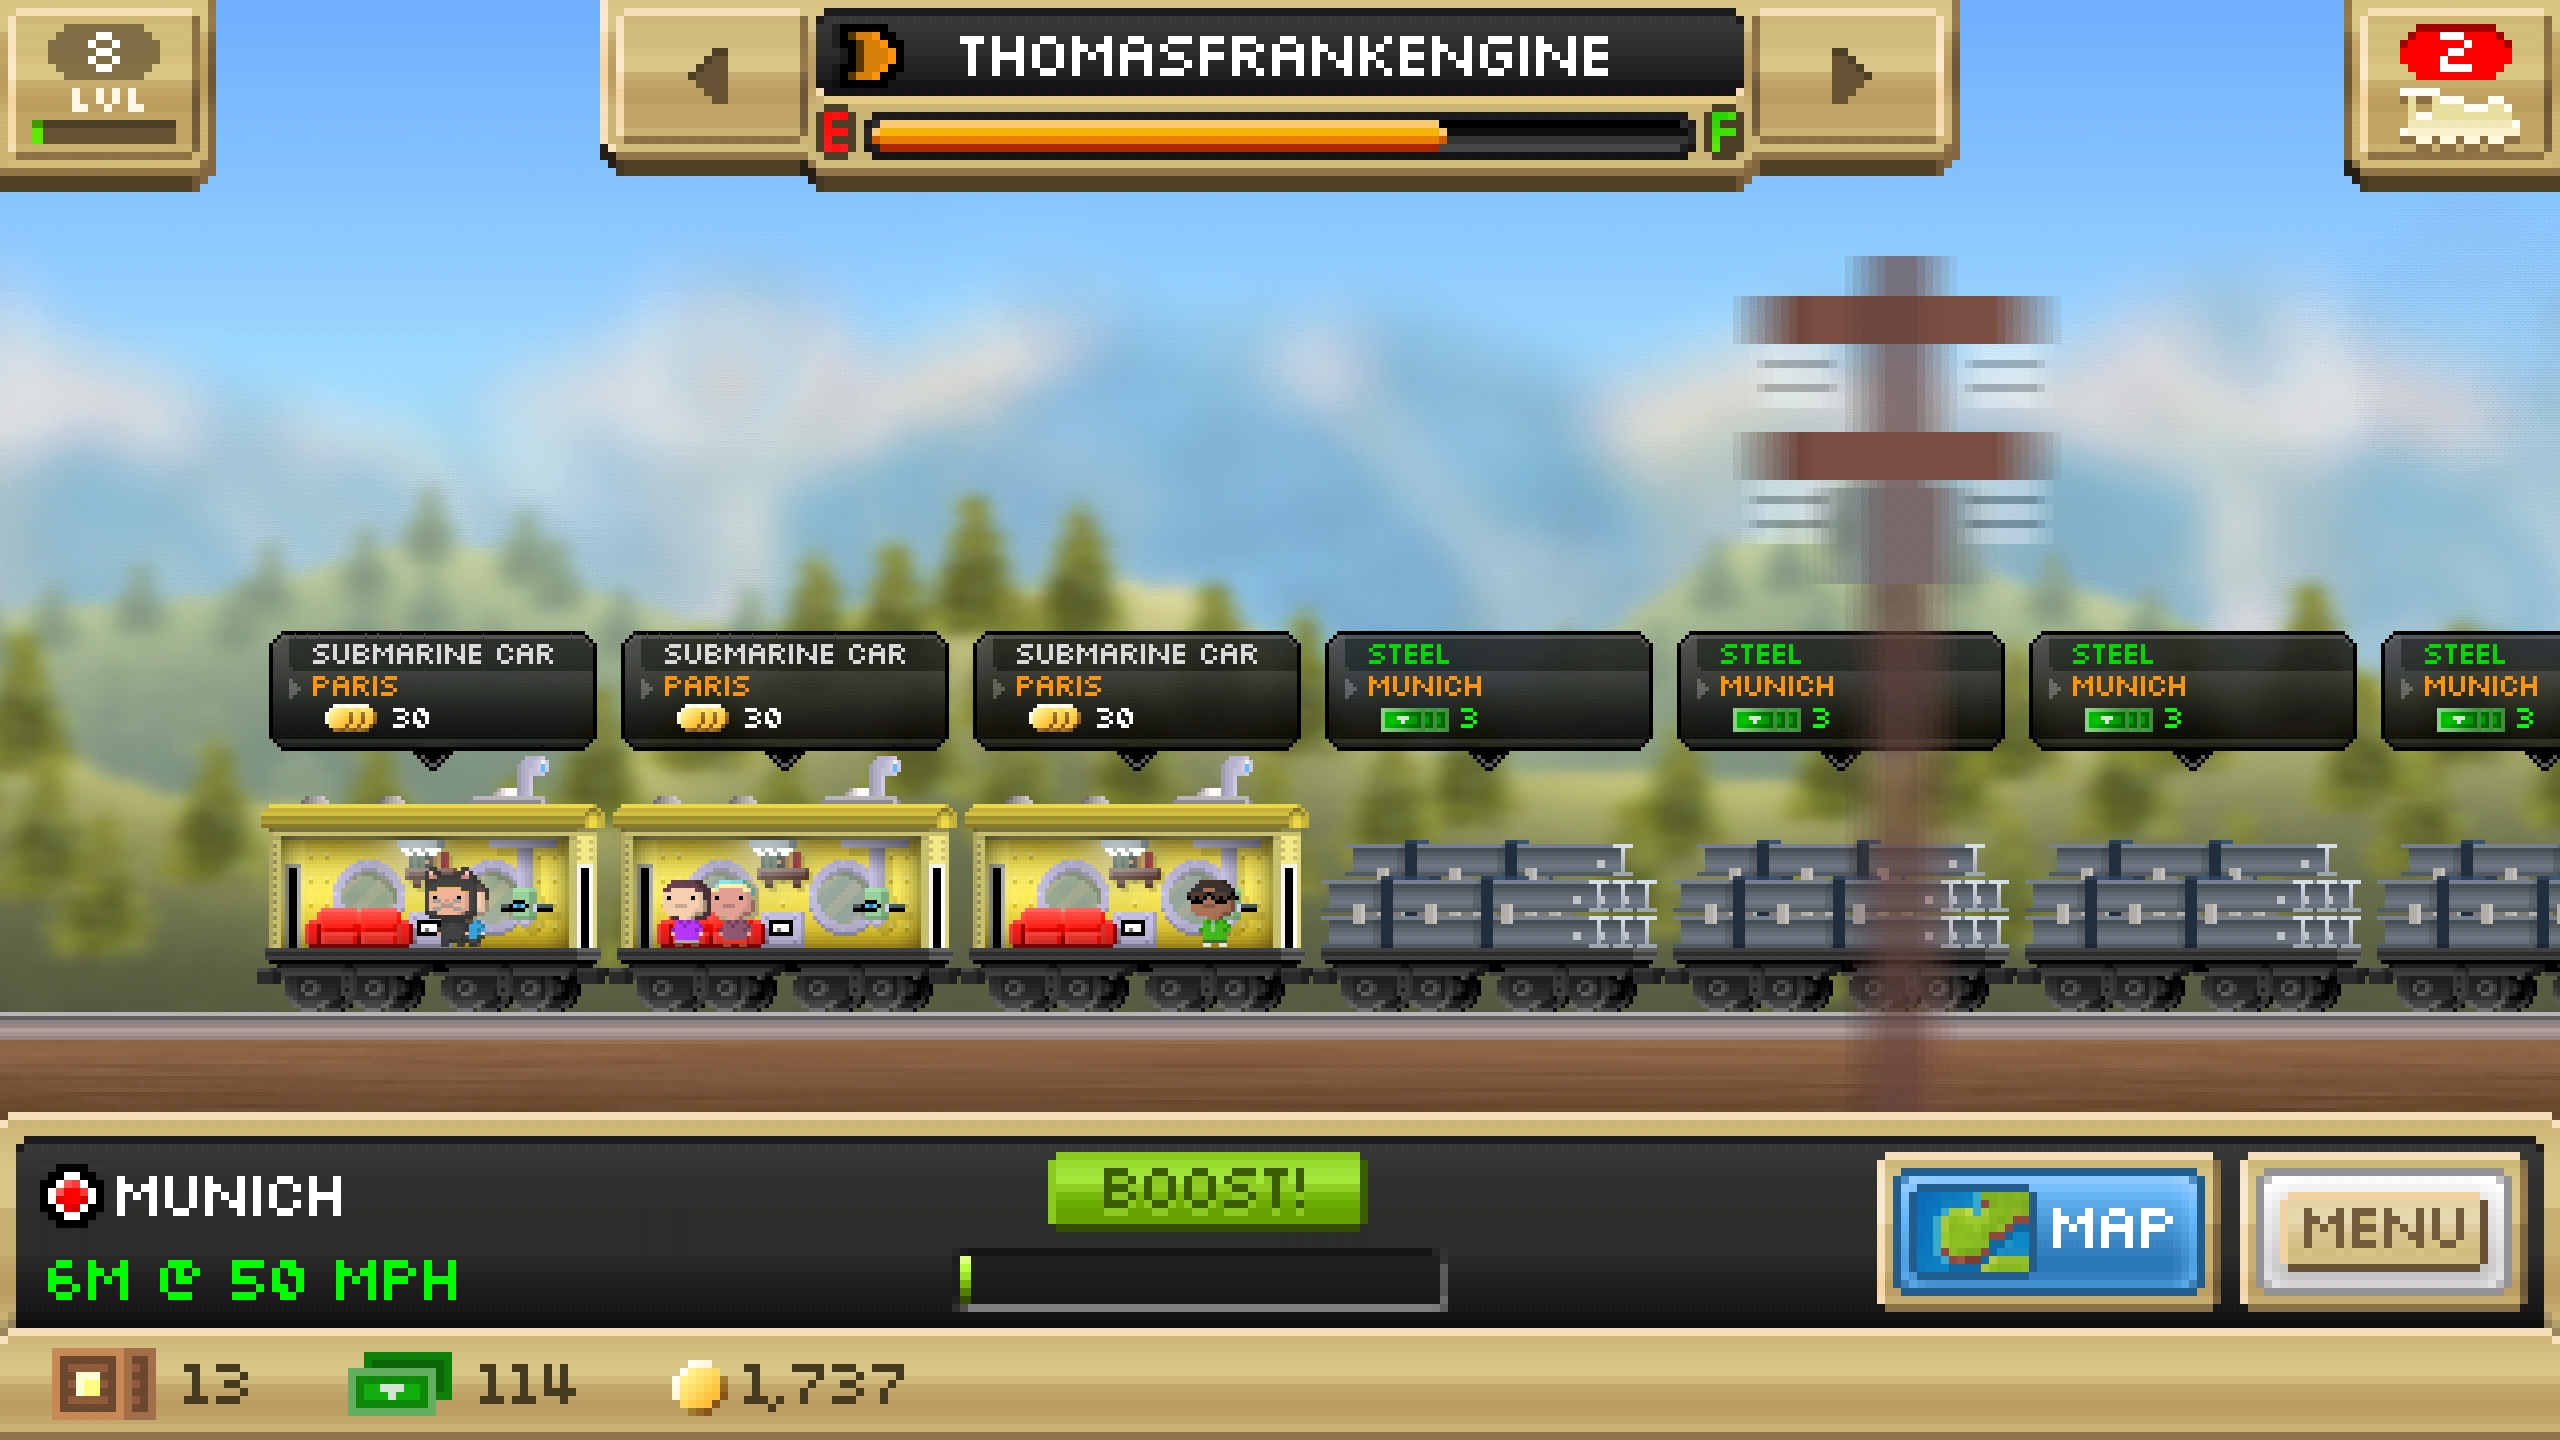 8
LVL
THOMASFRANKENGINE
E F
2
SUBMARINE CAR
PARIS
30
SUBMARINE CAR
PARIS
30
SUBMARINE CAR
PARIS
30
STEEL
MUNICH
3
STEEL
MUNICH
3
STEEL
MUNICH
3
STEEL
MUNICH
3
MUNICH
6M @ 50 MPH
BOOST!
MAP
MENU
13 114 1,737